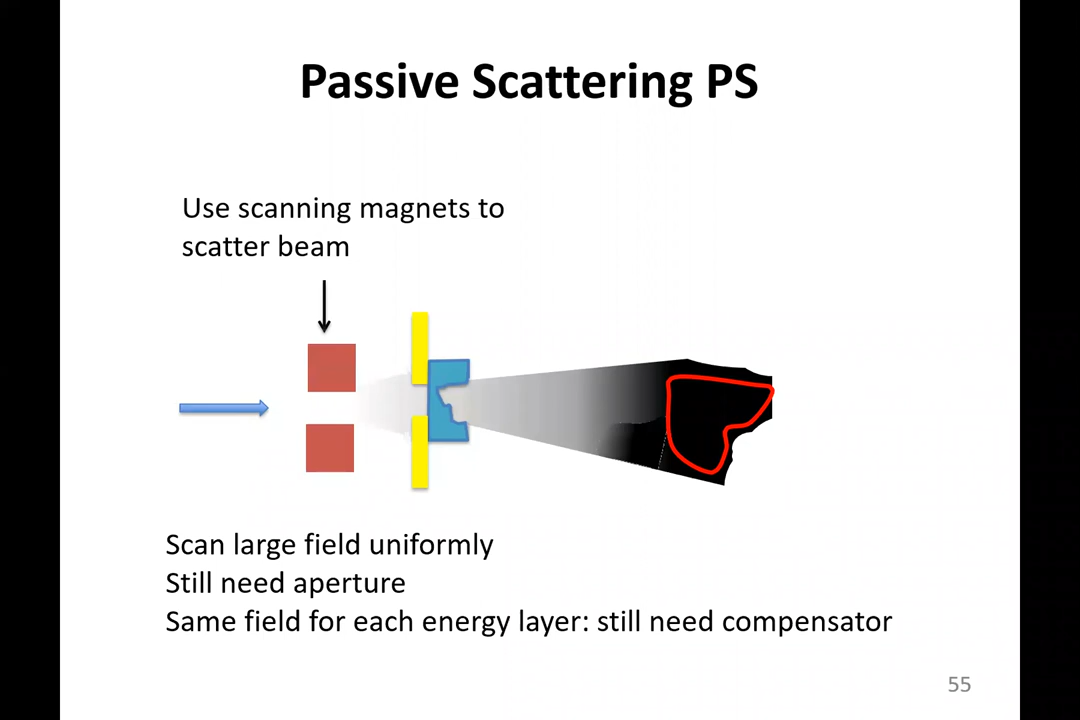 Passive Scattering PS
Use scanning magnets to
scatter beam
Scan large field uniformly
Still need aperture
Same field for each energy layer: still need compensator
55